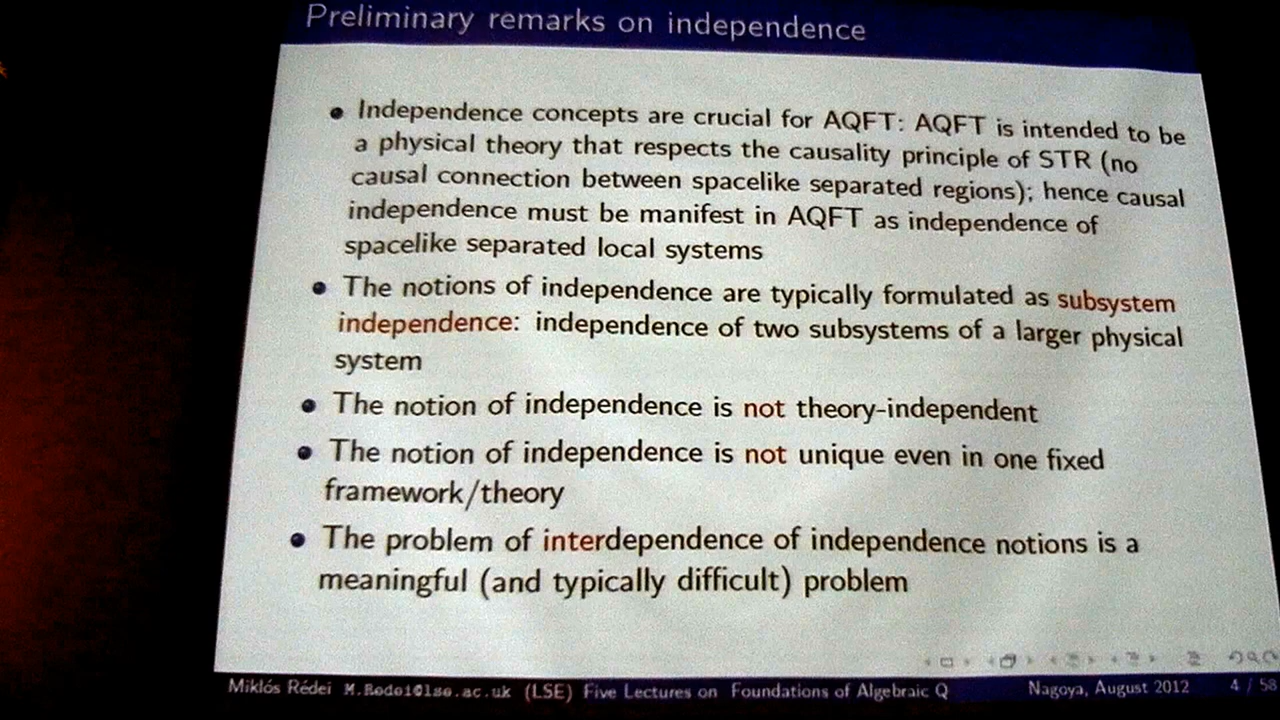 Preliminary remarks on independence
Independence concepts are crucial for AQFT: AQFT is intended to be
a physical theory that respects the causality principle of STR (no
causal connection between spacelike separated regions); hence causal
independence must be manifest in AQFT as independence of
spacelike separated local systems
The notions of independence are typically formulated as subsystem
independence: independence of two subsystems of a larger physical
system
The notion of independence is not theory-independent
The notion of independence is not unique even in one fixed
framework/theory
The problem of interdependence of independence notions is a
meaningful (and typically difficult) problem
Miklós Rédei M.Redei@lse.ac.uk (LSE) Five Lectures on Foundations of Algebraic Q Nagoya, August 2012 4 / 58